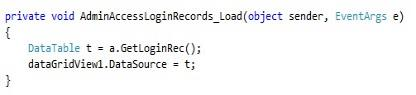 private void AdminAccessLoginRecords_Load(object sender, EventArgs e)
{
    DataTable t = a.GetLoginRec();
    dataGridView1.DataSource = t;
}